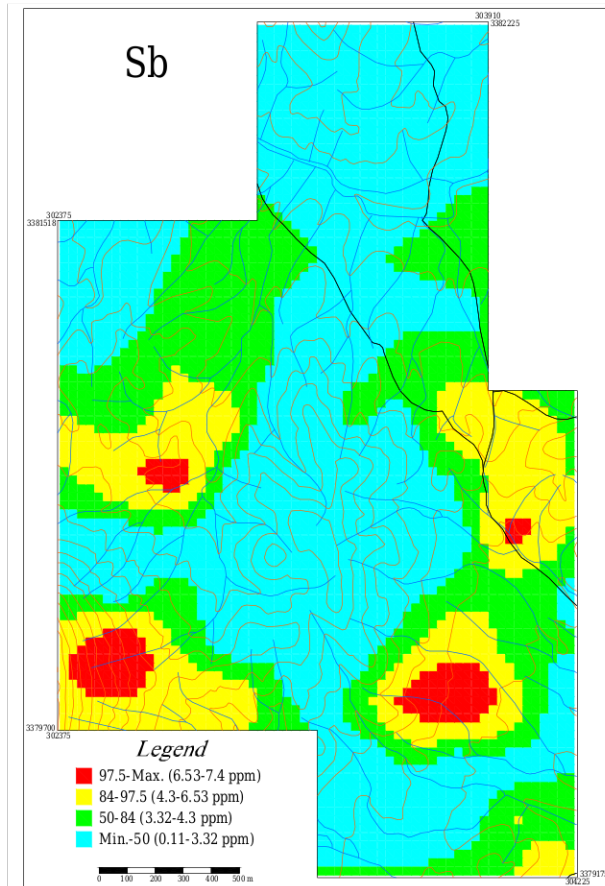 303910
3382225
Sb
302375
3381518
3379700
302375
Legend
97.5-Max. (6.53-7.4 ppm)
84-97.5 (4.3-6.53 ppm)
50-84 (3.32-4.3 ppm)
Min.-50 (0.11-3.32 ppm)
0 100 200 300 400 500 m